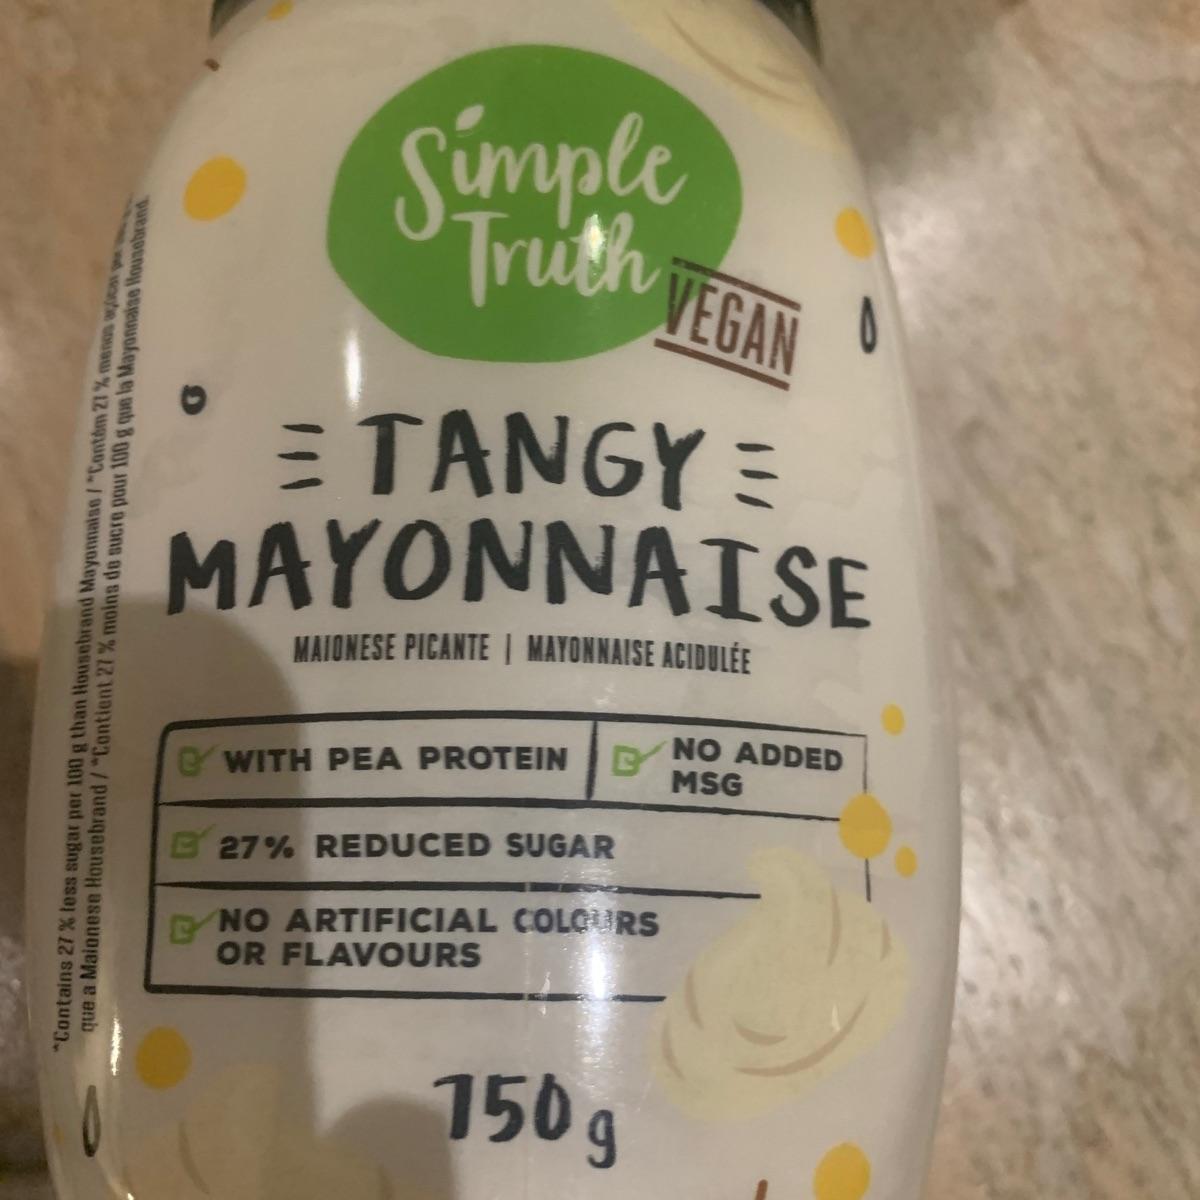 Simple
Truth
VEGAN
TANGY
MAYONNAISE
MAIONESE PICANTE | MAYONNAISE ACIDULÉE
WITH PEA PROTEIN
NO ADDED
MSG
27% REDUCED SUGAR
NO ARTIFICIAL COLOURS
OR FLAVOURS
750g
*Contains 27 % less sugar per 100 g than Housebrand Mayonnaise / *Contém 27 % menos açúcar por
que a Maionese Housebrand / *Contient 27 % moins de sucre pour 100 g que la Mayonnaise Housebrand.